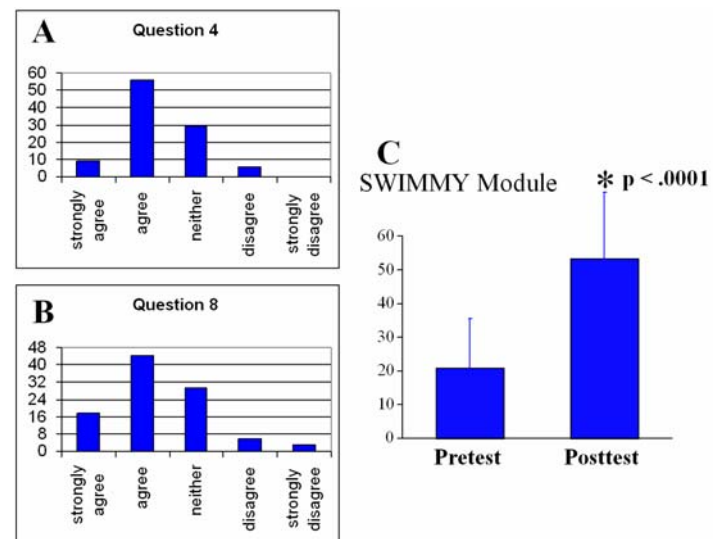 A
Question 4
60
50
40
30
20
10
0
strongly
agree
agree
neither
disagree
strongly
disagree
B
Question 8
48
40
32
24
16
8
0
strongly
agree
agree
neither
disagree
strongly
disagree
C
SWIMMY Module
* p < .0001
60
50
40
30
20
10
0
Pretest
Posttest